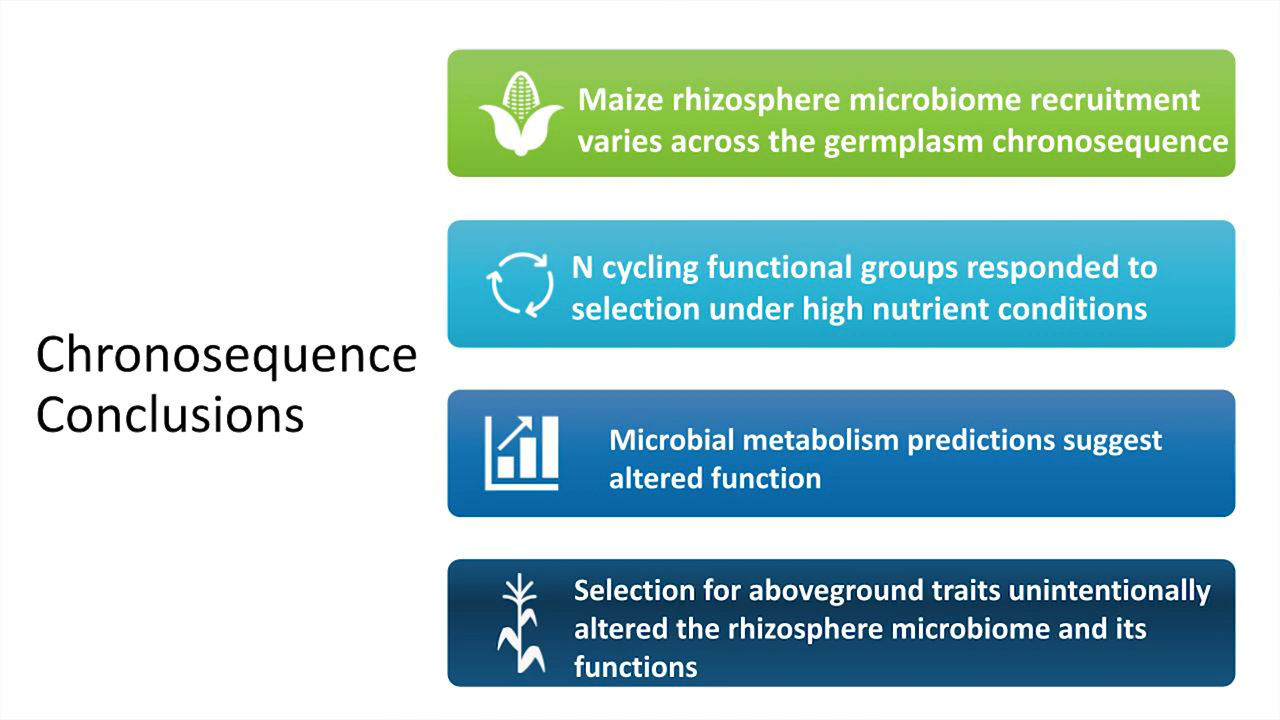 Chronosequence
Conclusions
Maize rhizosphere microbiome recruitment
varies across the germplasm chronosequence
N cycling functional groups responded to
selection under high nutrient conditions
Microbial metabolism predictions suggest
altered function
Selection for aboveground traits unintentionally
altered the rhizosphere microbiome and its
functions